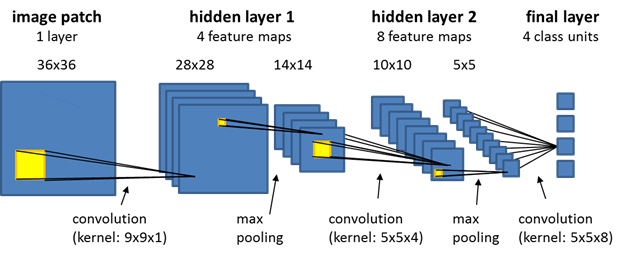 image patch
1 layer
36x36
hidden layer 1
4 feature maps
28x28
14x14
hidden layer 2
8 feature maps
10x10
5x5
final layer
4 class units
convolution
(kernel: 9x9x1)
max
pooling
convolution
(kernel: 5x5x4)
max
pooling
convolution
(kernel: 5x5x8)